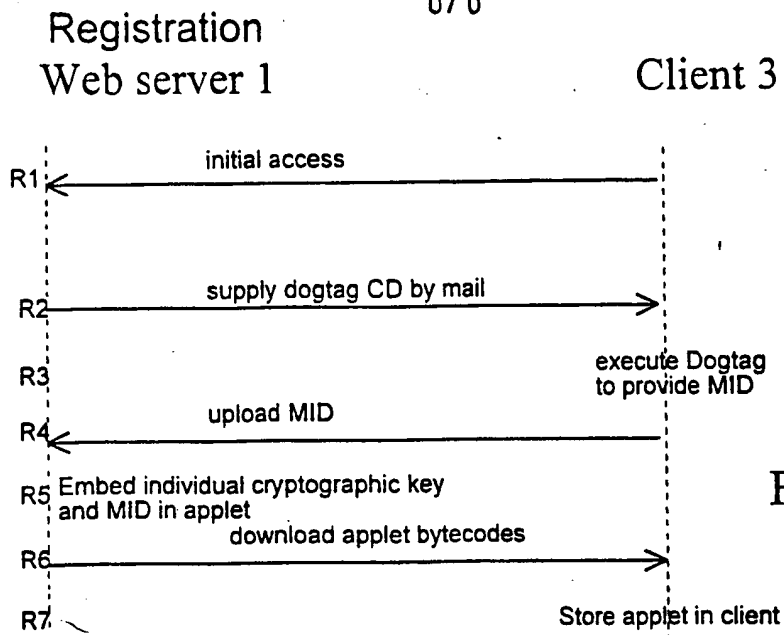 Registration
Web server 1
Client 3
R1
initial access
R2
supply dogtag CD by mail
R3
execute Dogtag
to provide MID
R4
upload MID
R5
Embed individual cryptographic key
and MID in applet
R6
download applet bytecodes
R7
Store applet in client